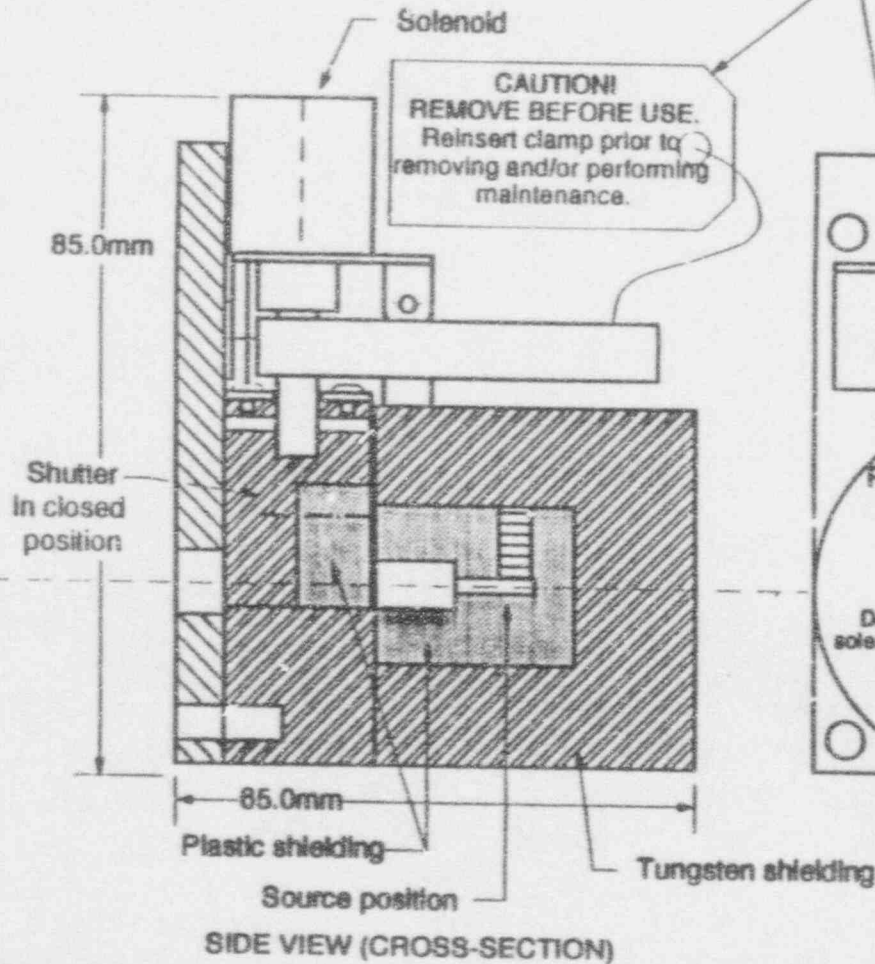 Solenoid
CAUTION!
REMOVE BEFORE USE.
Reinsert clamp prior to
removing and/or performing
maintenance.
85.0mm
Shutter
In closed
position
85.0mm
Plastic shielding
Tungsten shielding
Source position
SIDE VIEW (CROSS-SECTION)